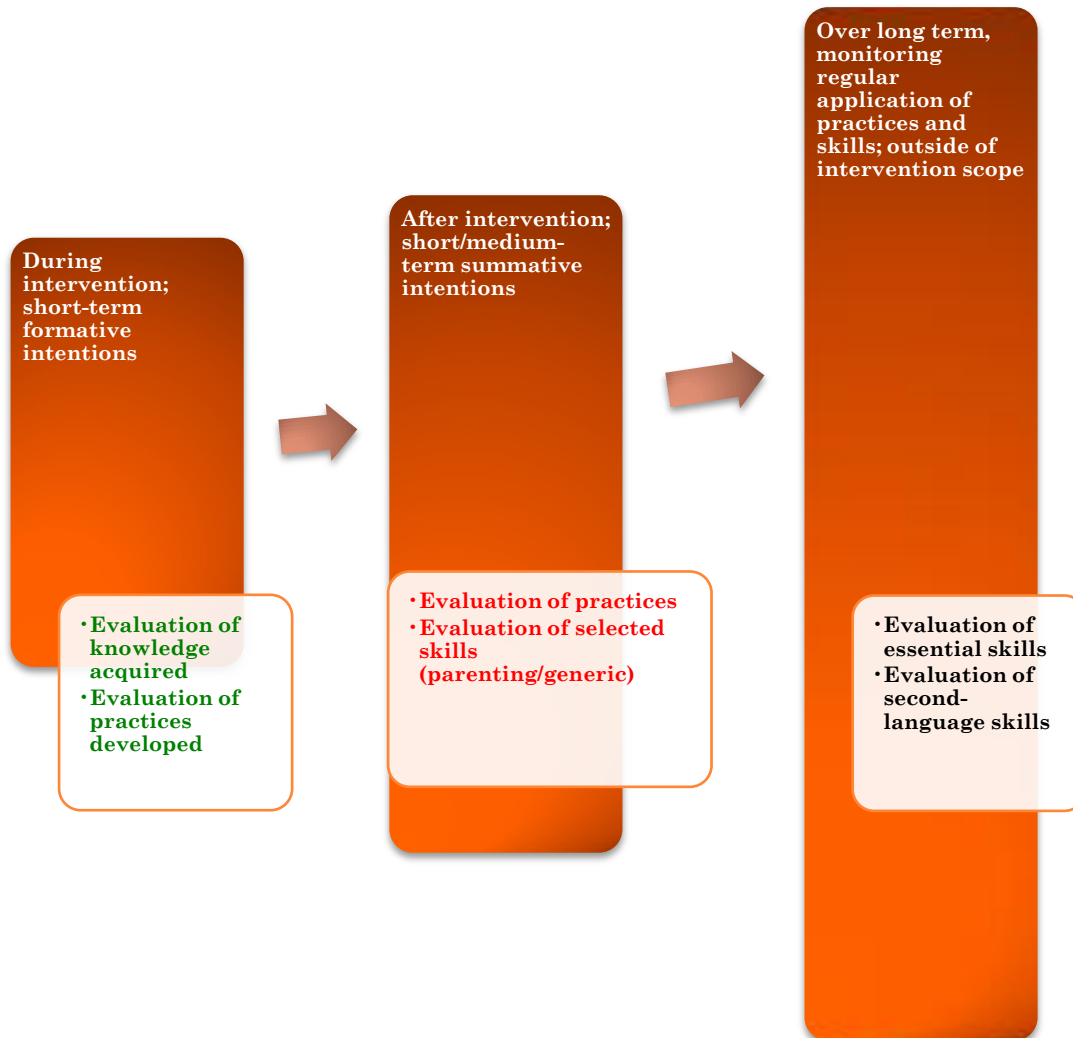 During
intervention;
short-term
formative
intentions
·Evaluation of
knowledge
acquired
·Evaluation of
practices
developed
After intervention;
short/medium-
term summative
intentions
·Evaluation of practices
·Evaluation of selected
skills
(parenting/generic)
Over long term,
monitoring
regular
application of
practices and
skills; outside of
intervention scope
·Evaluation of
essential skills
·Evaluation of
second-
language skills